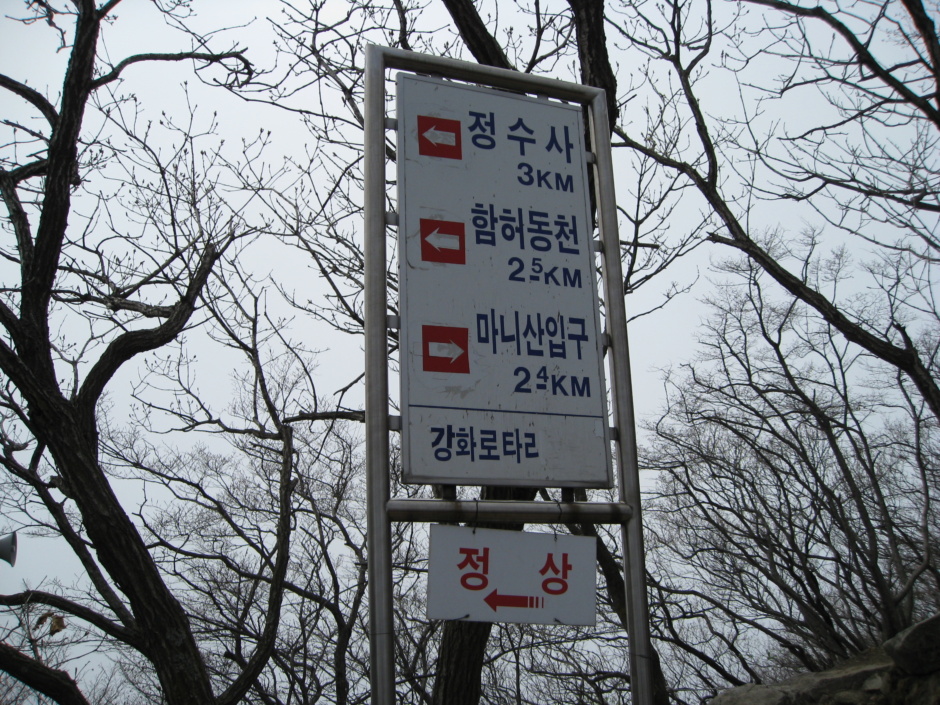 정수사
3KM
함허동천
2.5KM
마니산입구
2.4KM
강화로타리
정 상